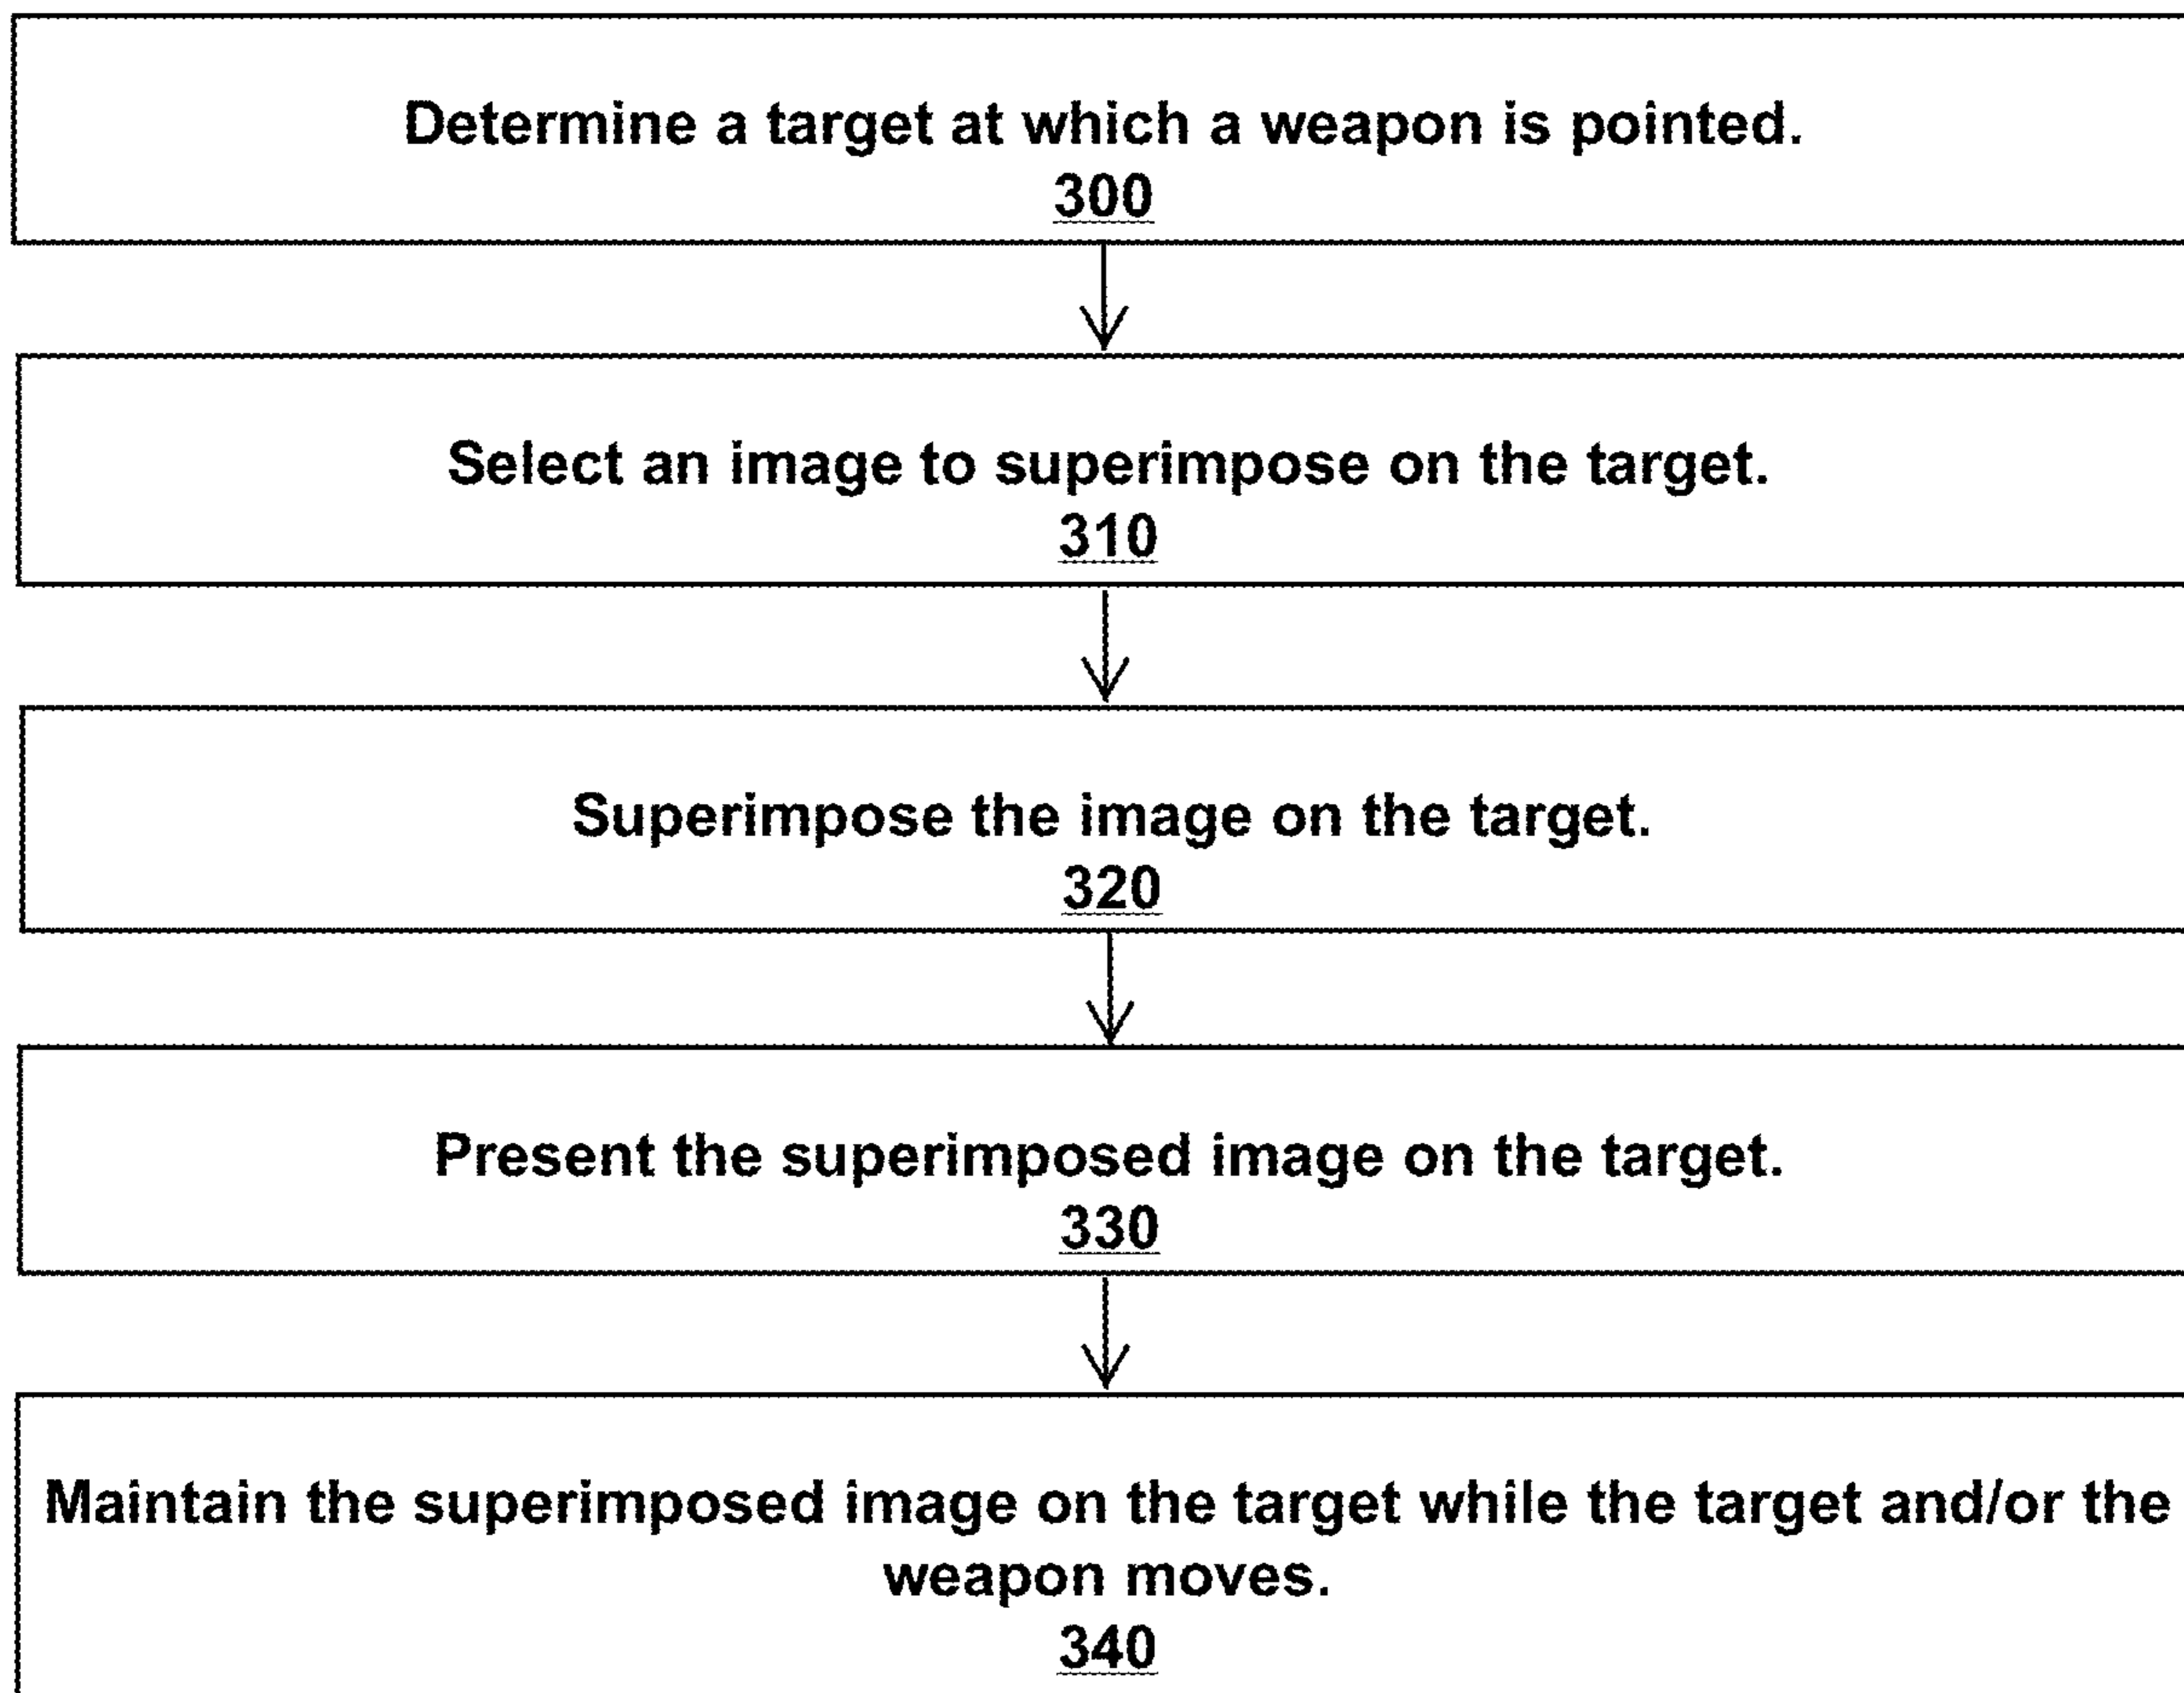 Determine a target at which a weapon is pointed.
300
Select an image to superimpose on the target.
310
Superimpose the image on the target.
320
Present the superimposed image on the target.
330
Maintain the superimposed image on the target while the target and/or the
weapon moves.
340